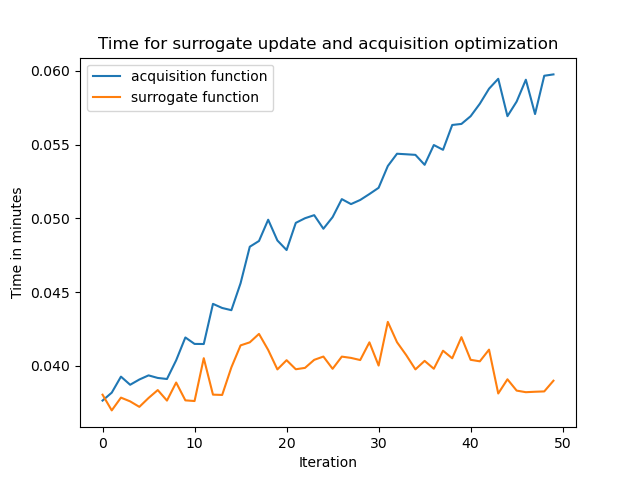 Time for surrogate update and acquisition optimization
acquisition function
surrogate function
Time in minutes
0.060
0.055
0.050
0.045
0.040
0 10 20 30 40 50
Iteration